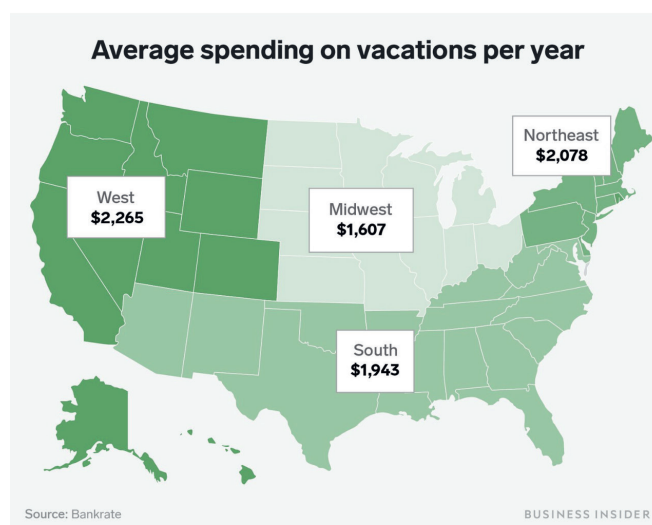 Average spending on vacations per year
Northeast
$2,078
West
$2,265
Midwest
$1,607
South
$1,943
Source: Bankrate
BUSINESS INSIDER